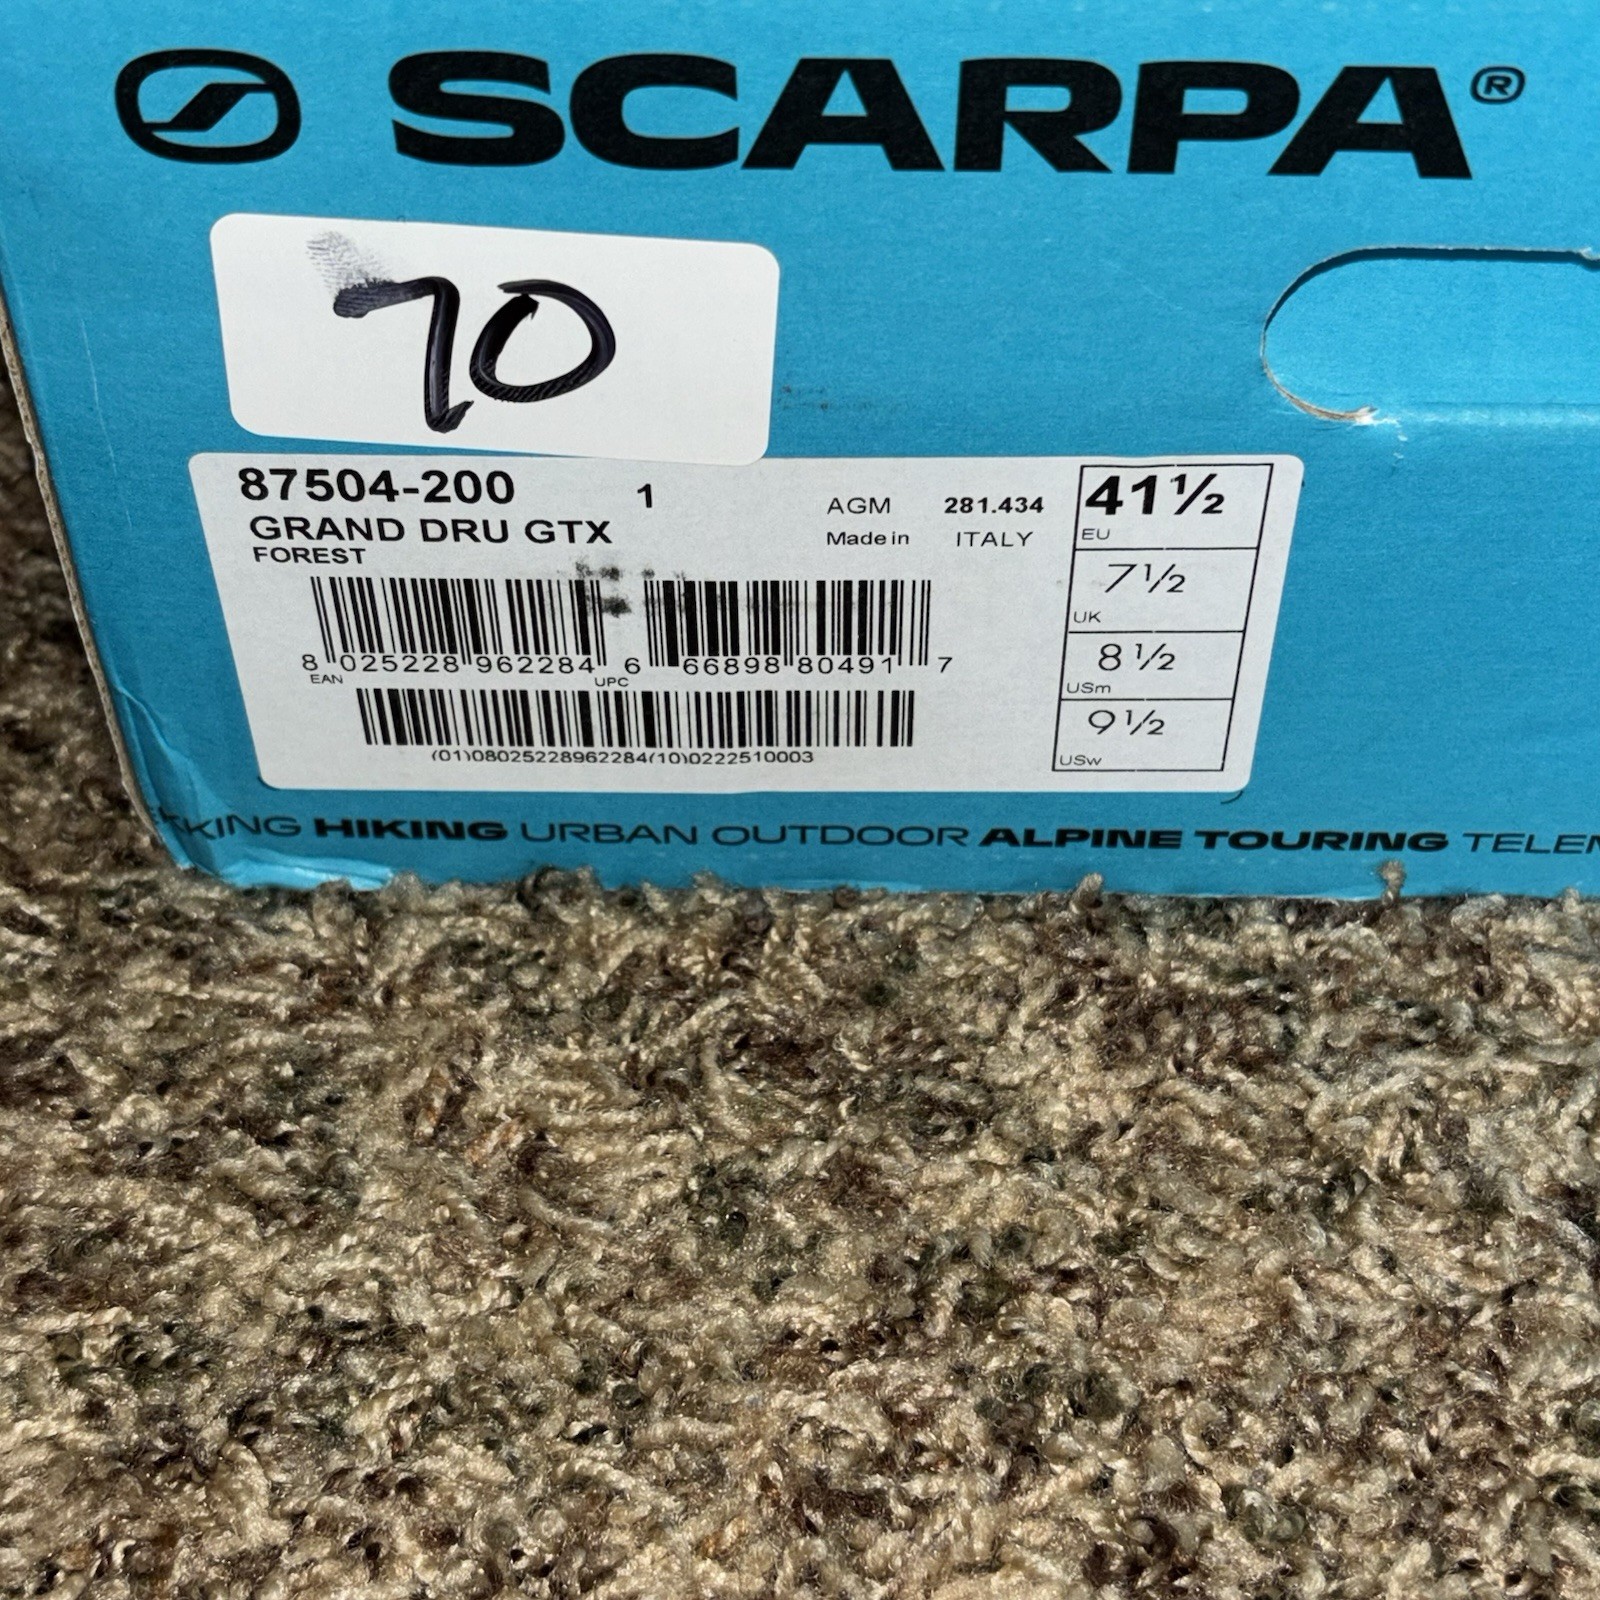 SCARPA®
70
87504-200 1
GRAND DRU GTX
FOREST
AGM 281.434
Made in ITALY
41½
EU
7½
UK
8½
USm
9½
USw
8 025228 962284 6 66898 80491 7
EAN UPC
(01)08025228962284(10)0222510003
KING HIKING URBAN OUTDOOR ALPINE TOURING TELEM